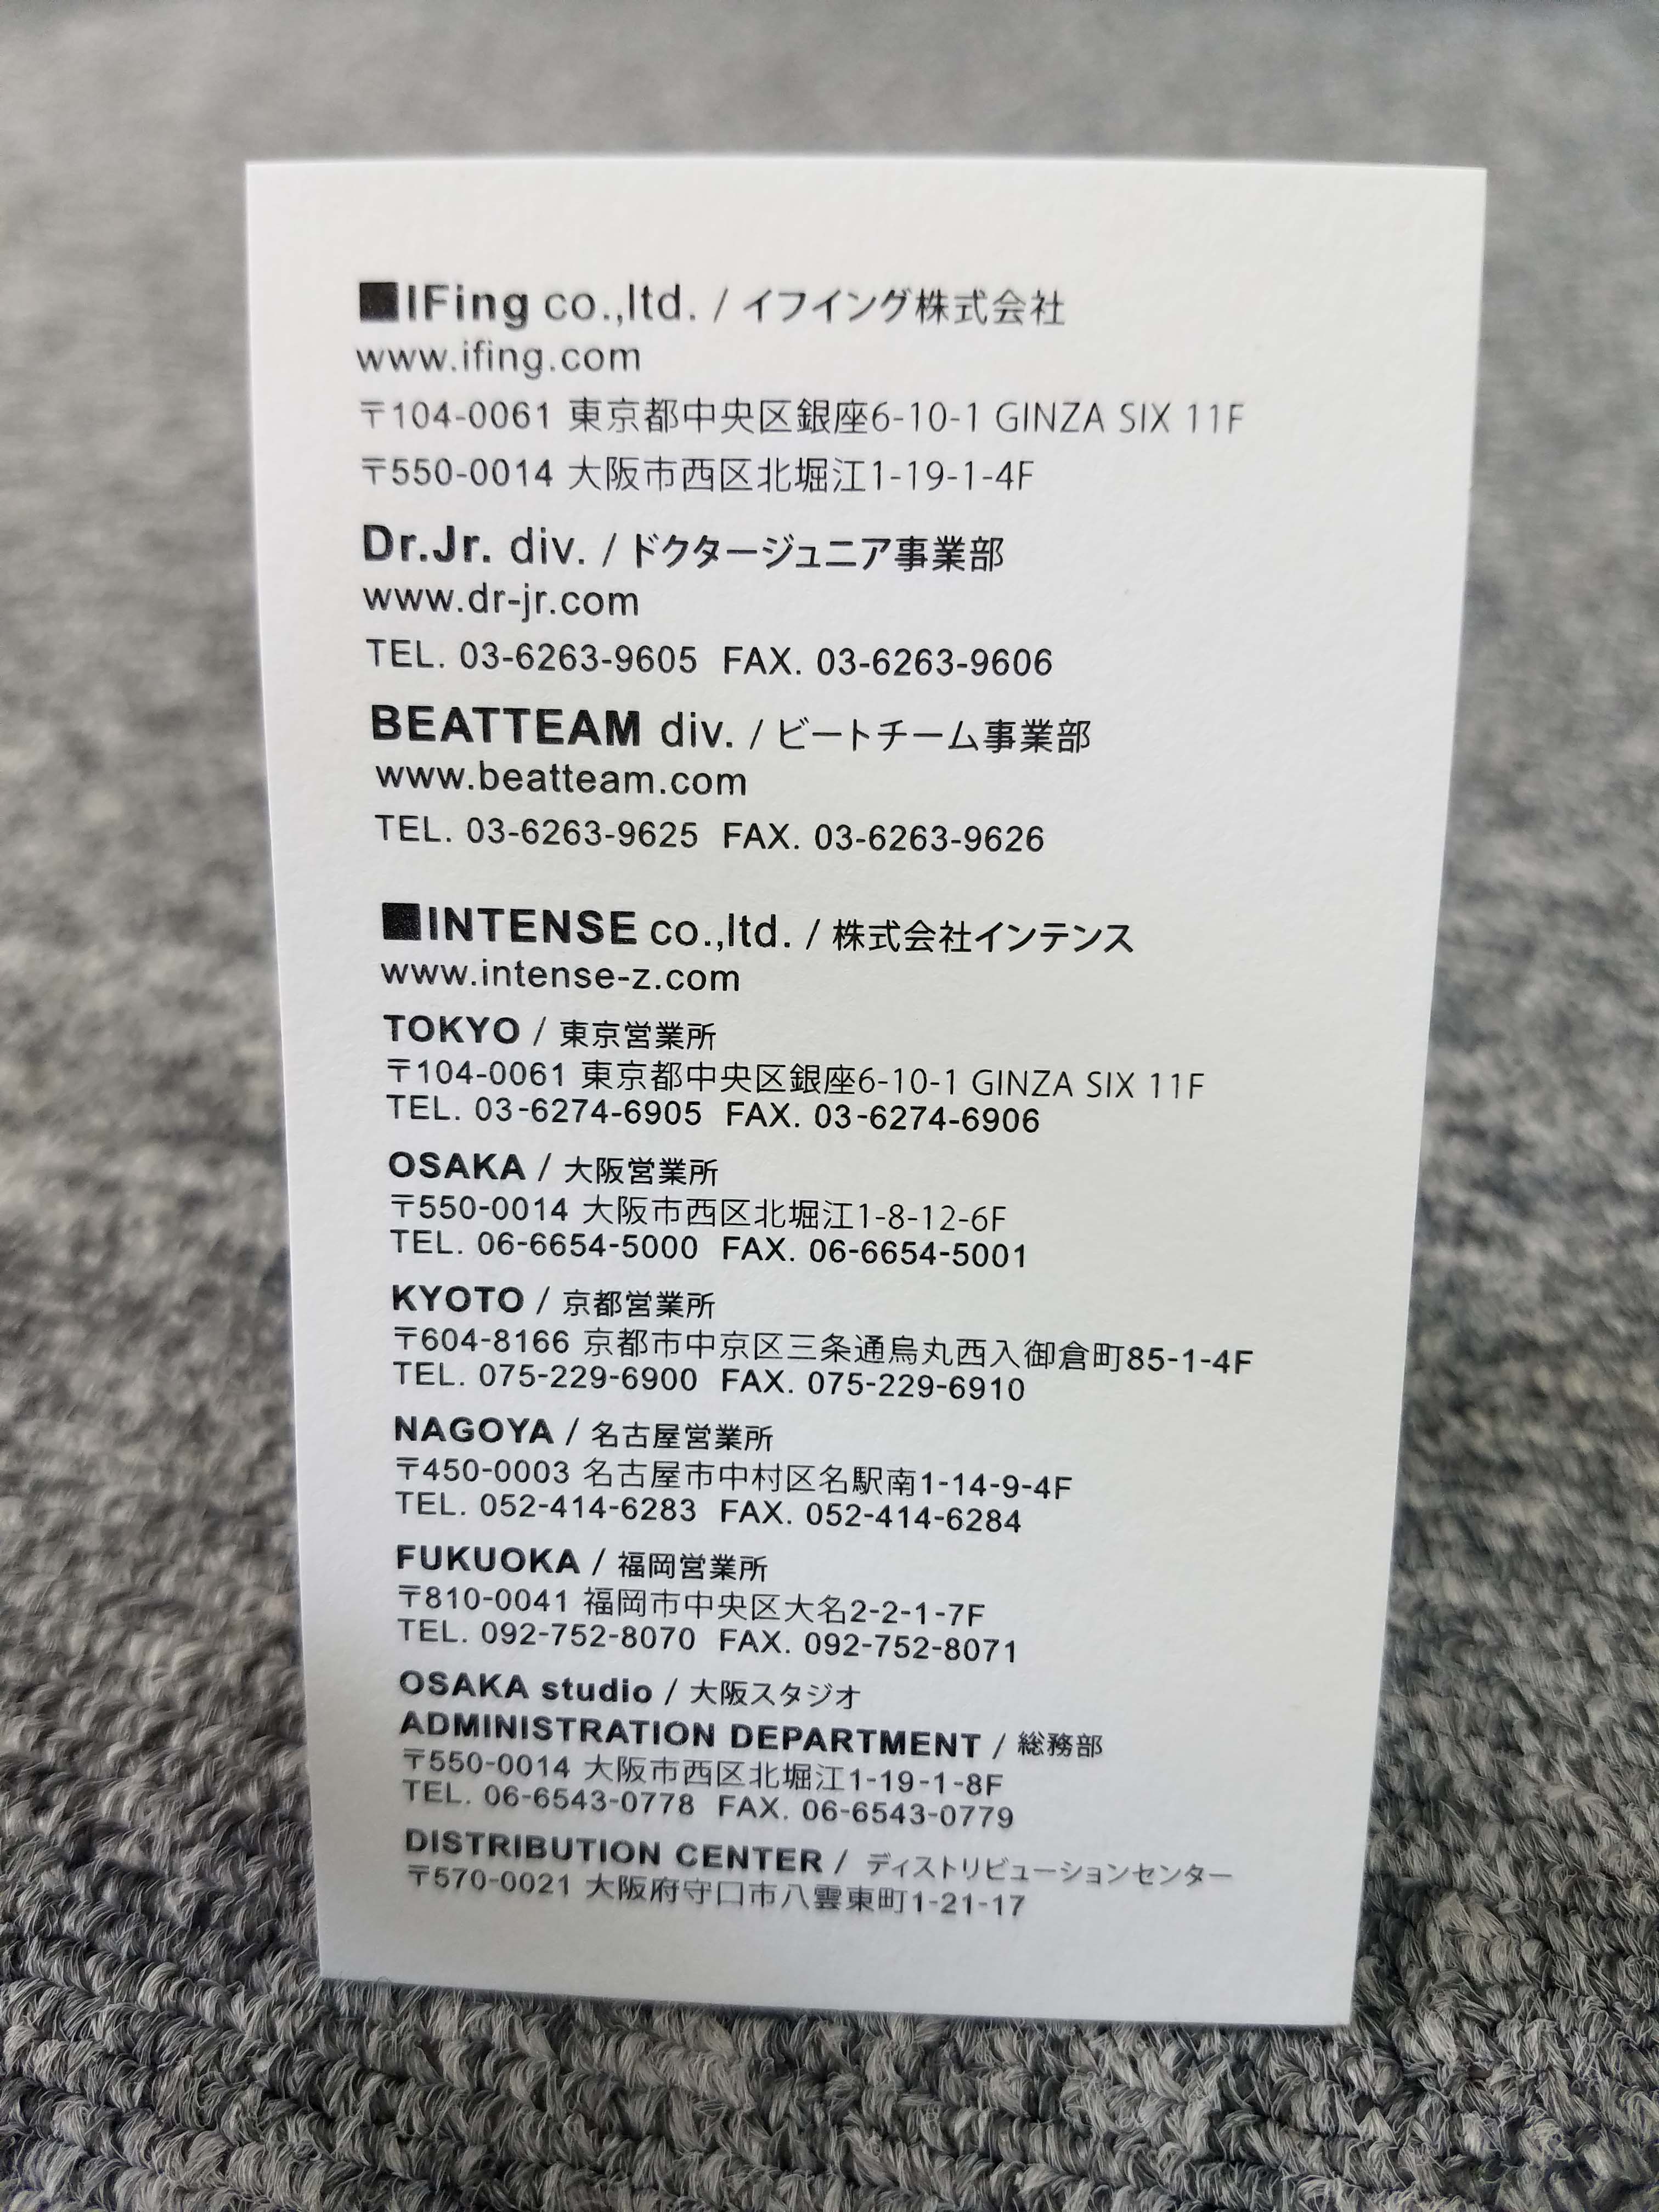 ■IFing co.,ltd. / イフイング株式会社
www.ifing.com
〒104-0061 東京都中央区銀座6-10-1 GINZA SIX 11F
〒550-0014 大阪市西区北堀江1-19-1-4F
Dr.Jr. div. / ドクタージュニア事業部
www.dr-jr.com
TEL. 03-6263-9605 FAX. 03-6263-9606
BEATTEAM div. / ビートチーム事業部
www.beatteam.com
TEL. 03-6263-9625 FAX. 03-6263-9626
■INTENSE co.,ltd. / 株式会社インテンス
www.intense-z.com
TOKYO / 東京営業所
〒104-0061 東京都中央区銀座6-10-1 GINZA SIX 11F
TEL. 03-6274-6905 FAX. 03-6274-6906
OSAKA / 大阪営業所
〒550-0014 大阪市西区北堀江1-8-12-6F
TEL. 06-6654-5000 FAX. 06-6654-5001
KYOTO / 京都営業所
〒604-8166 京都市中京区三条通烏丸西入御倉町85-1-4F
TEL. 075-229-6900 FAX. 075-229-6910
NAGOYA / 名古屋営業所
〒450-0003 名古屋市中村区名駅南1-14-9-4F
TEL. 052-414-6283 FAX. 052-414-6284
FUKUOKA / 福岡営業所
〒810-0041 福岡市中央区大名2-2-1-7F
TEL. 092-752-8070 FAX. 092-752-8071
OSAKA studio / 大阪スタジオ
ADMINISTRATION DEPARTMENT / 総務部
〒550-0014 大阪市西区北堀江1-19-1-8F
TEL. 06-6543-0778 FAX. 06-6543-0779
DISTRIBUTION CENTER / ディストリビューションセンター
〒570-0021 大阪府守口市八雲東町1-21-17